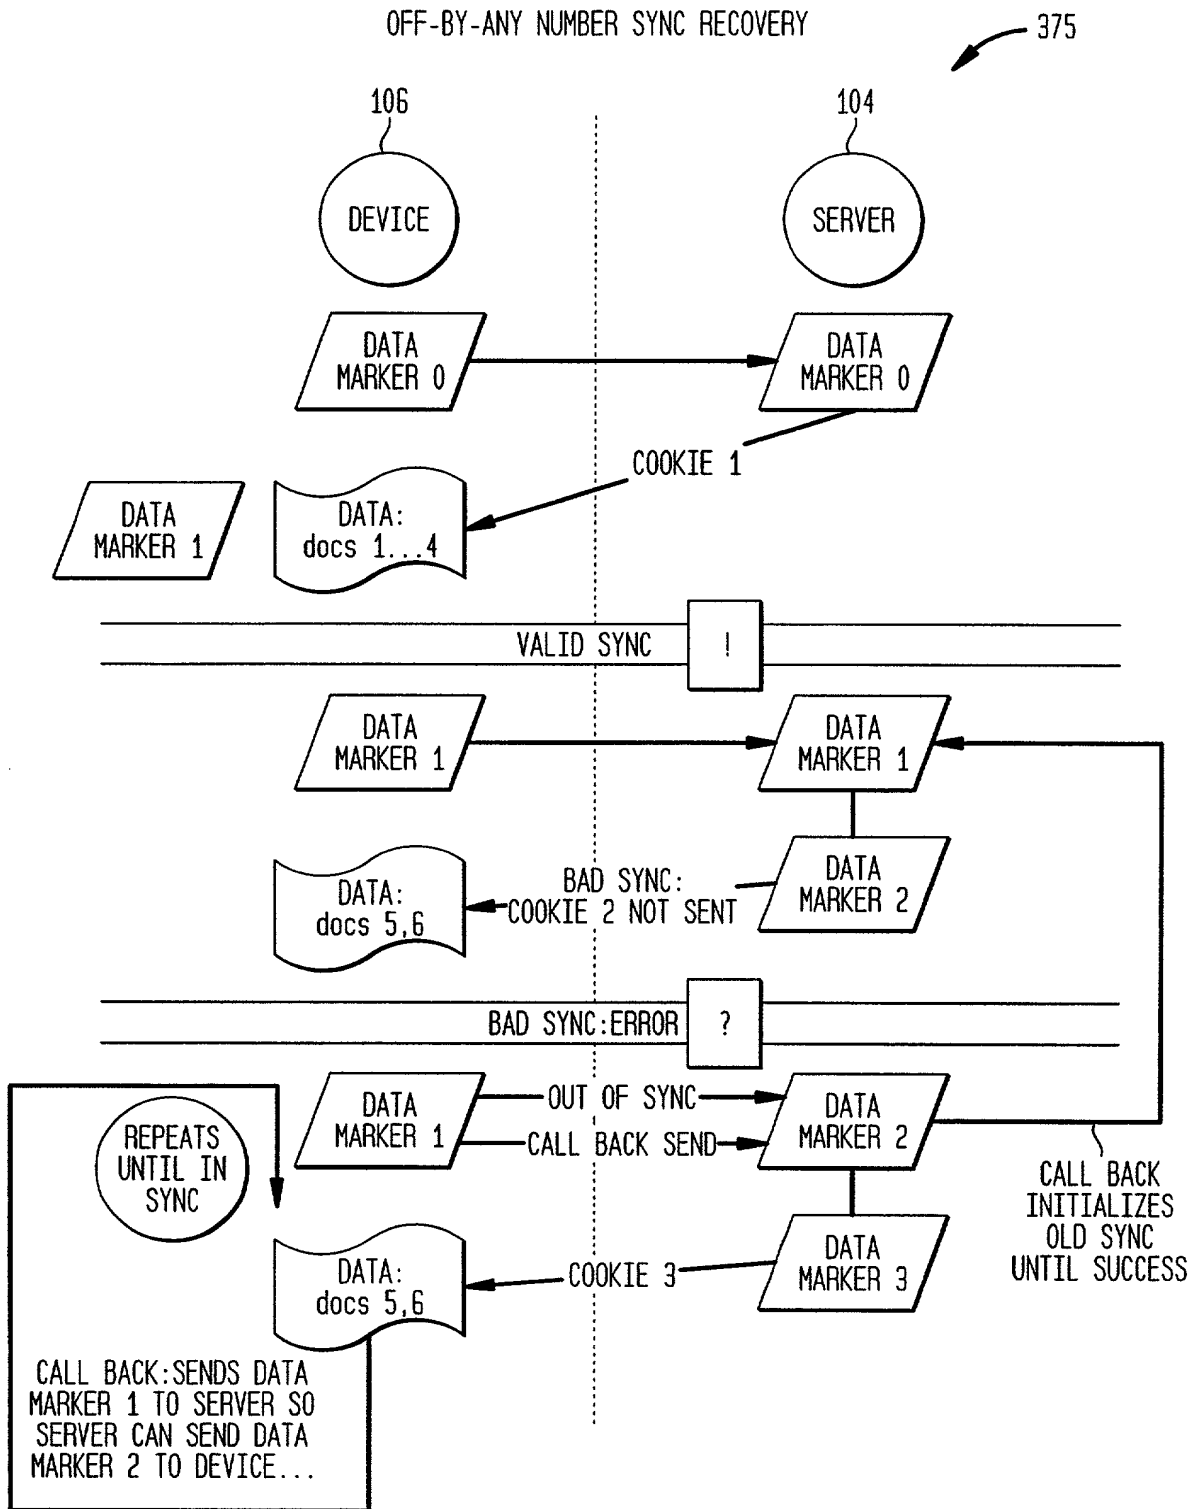 OFF-BY-ANY NUMBER SYNC RECOVERY
375
106
104
DEVICE
SERVER
DATA
MARKER 0
DATA
MARKER 0
COOKIE 1
DATA
MARKER 1
DATA:
docs 1...4
VALID SYNC
!
DATA
MARKER 1
DATA
MARKER 1
DATA:
docs 5,6
BAD SYNC:
COOKIE 2 NOT SENT
DATA
MARKER 2
BAD SYNC:ERROR
?
REPEATS
UNTIL IN
SYNC
DATA
MARKER 1
OUT OF SYNC
CALL BACK SEND
DATA
MARKER 2
CALL BACK
INITIALIZES
OLD SYNC
UNTIL SUCCESS
DATA:
docs 5,6
COOKIE 3
DATA
MARKER 3
CALL BACK:SENDS DATA
MARKER 1 TO SERVER SO
SERVER CAN SEND DATA
MARKER 2 TO DEVICE...